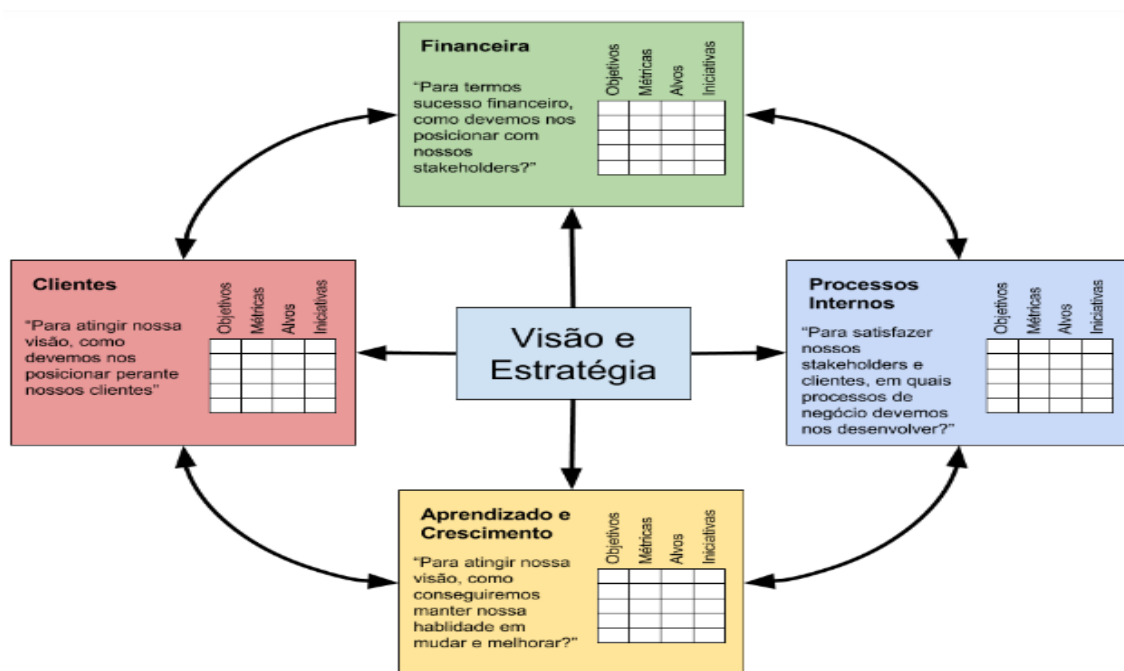 Financeira
Objetivos
Métricas
Alvos
Iniciativas
“Para termos
sucesso financeiro,
como devemos nos
posicionar com
nossos
stakeholders?”
Clientes
Objetivos
Métricas
Alvos
Iniciativas
“Para atingir nossa
visão, como
devemos nos
posicionar perante
nossos clientes”
Visão e
Estratégia
Processos
Internos
Objetivos
Métricas
Alvos
Iniciativas
“Para satisfazer
nossos
stakeholders e
clientes, em quais
processos de
negócio devemos
nos desenvolver?”
Aprendizado e
Crescimento
Objetivos
Métricas
Alvos
Iniciativas
“Para atingir nossa
visão, como
conseguiremos
manter nossa
hablidade em
mudar e melhorar?”